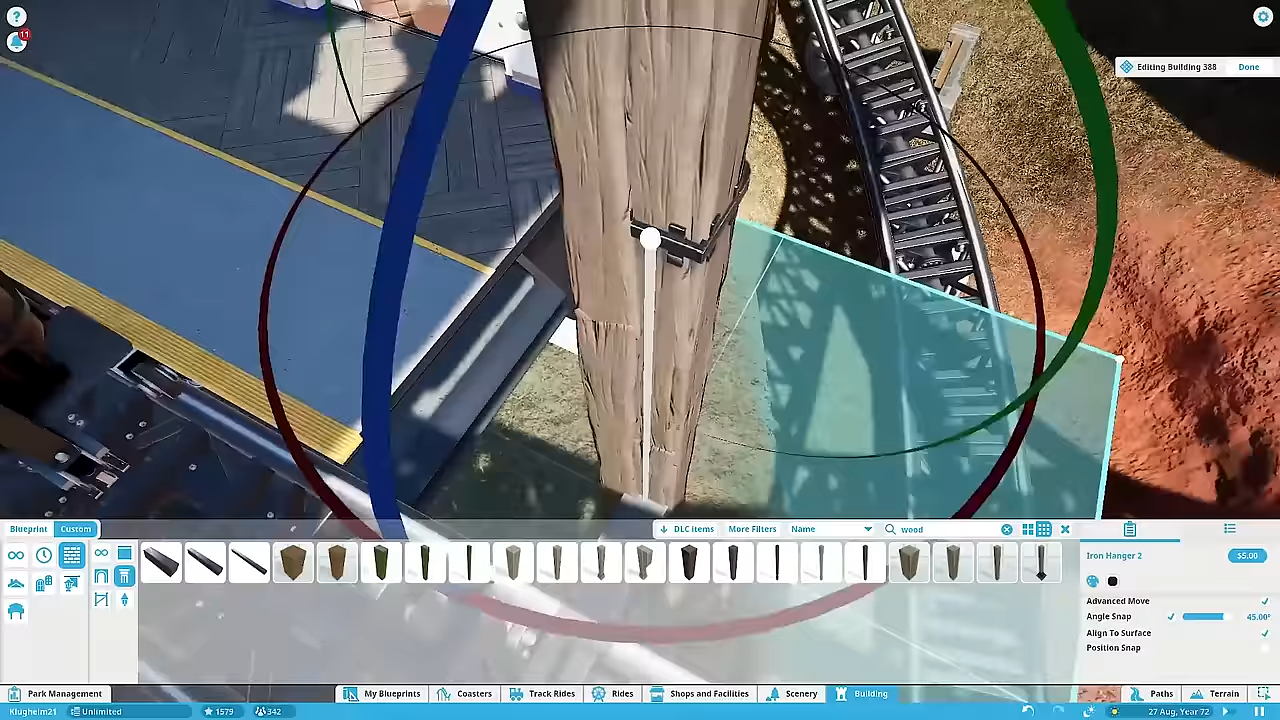 ?
11
Editing Building 388 Done
Blueprint Custom
DLC items More Filters Name wood
Iron Hanger 2 $5.00
Advanced Move
Angle Snap 45.00°
Align To Surface
Position Snap
Park Management My Blueprints Coasters Track Rides Rides Shops and Facilities Scenery Building Paths Terrain
Klugheim21 Unlimited 1579 342 27 Aug, Year 72